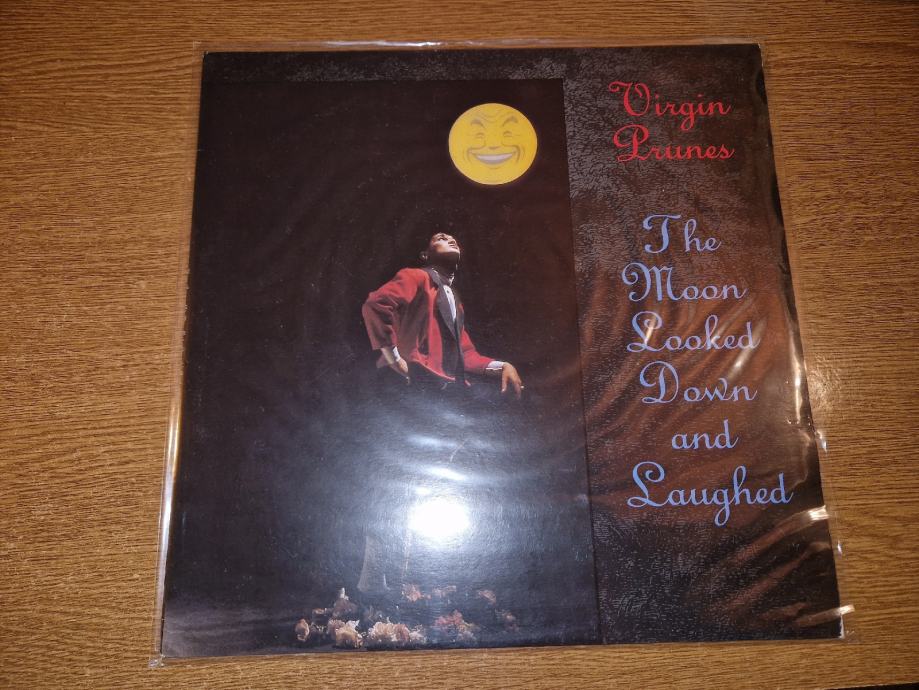 Virgin
Prunes
The
Moon
Looked
Down
and
Laughed